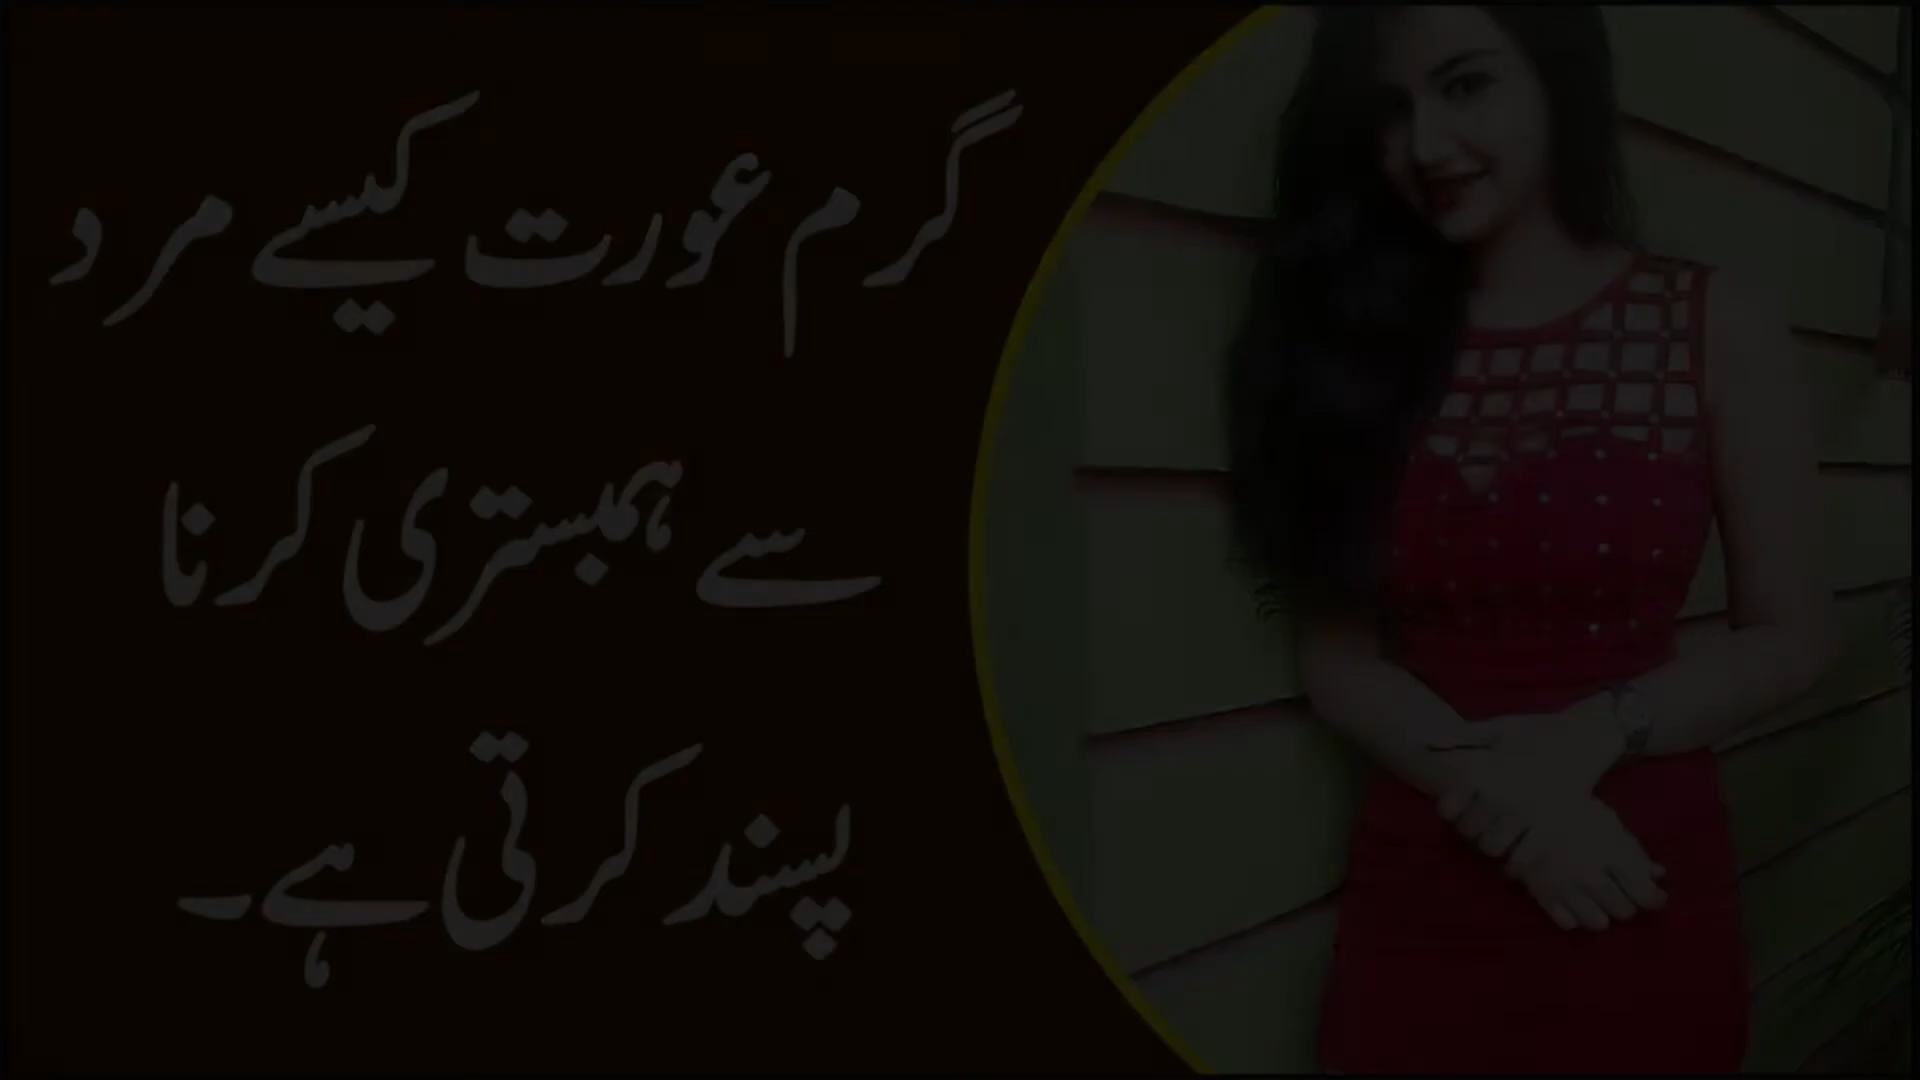 گرم عورت کیسے مرد
سے ہمبستری کرنا
پسند کرتی ہے۔